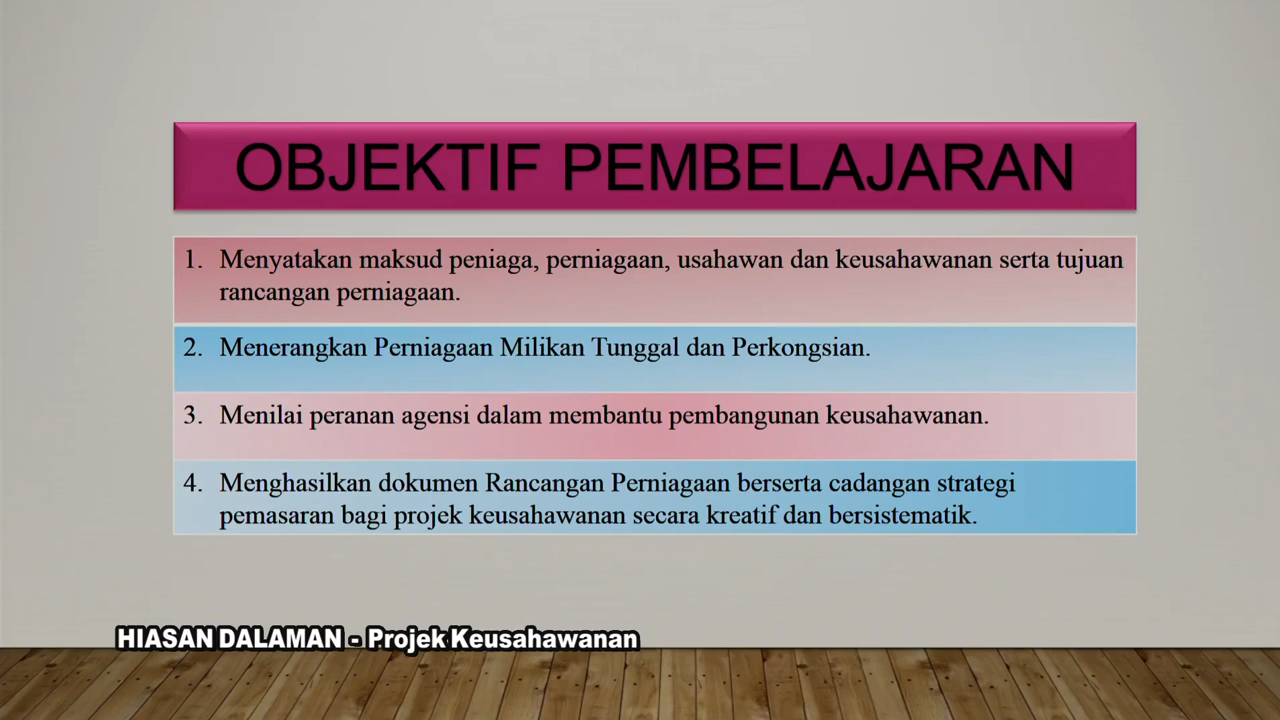 OBJEKTIF PEMBELAJARAN
1. Menyatakan maksud peniaga, perniagaan, usahawan dan keusahawanan serta tujuan
rancangan perniagaan.
2. Menerangkan Perniagaan Milikan Tunggal dan Perkongsian.
3. Menilai peranan agensi dalam membantu pembangunan keusahawanan.
4. Menghasilkan dokumen Rancangan Perniagaan berserta cadangan strategi
pemasaran bagi projek keusahawanan secara kreatif dan bersistematik.
HIASAN DALAMAN - Projek Keusahawanan